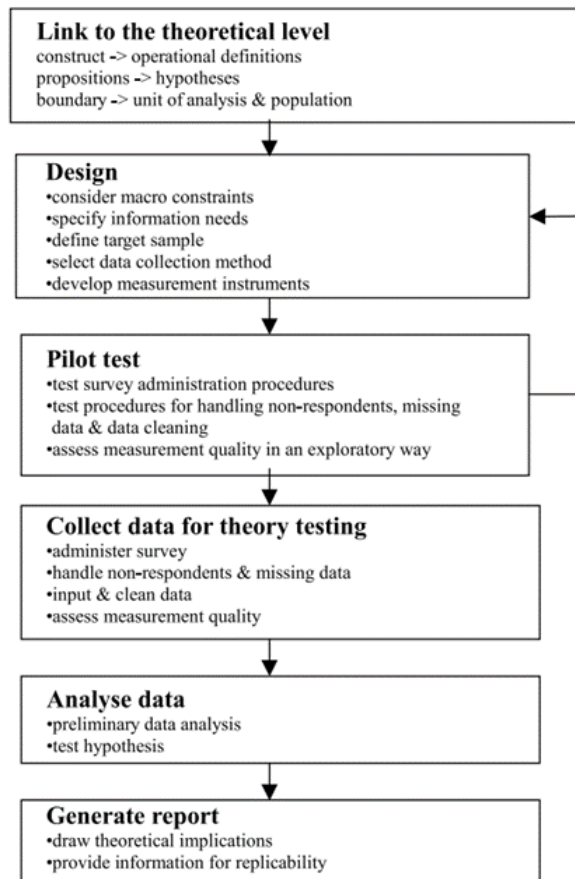 Link to the theoretical level
construct -> operational definitions
propositions -> hypotheses
boundary -> unit of analysis & population
Design
•consider macro constraints
•specify information needs
•define target sample
•select data collection method
•develop measurement instruments
Pilot test
•test survey administration procedures
•test procedures for handling non-respondents, missing
data & data cleaning
•assess measurement quality in an exploratory way
Collect data for theory testing
•administer survey
•handle non-respondents & missing data
•input & clean data
•assess measurement quality
Analyse data
•preliminary data analysis
•test hypothesis
Generate report
•draw theoretical implications
•provide information for replicability